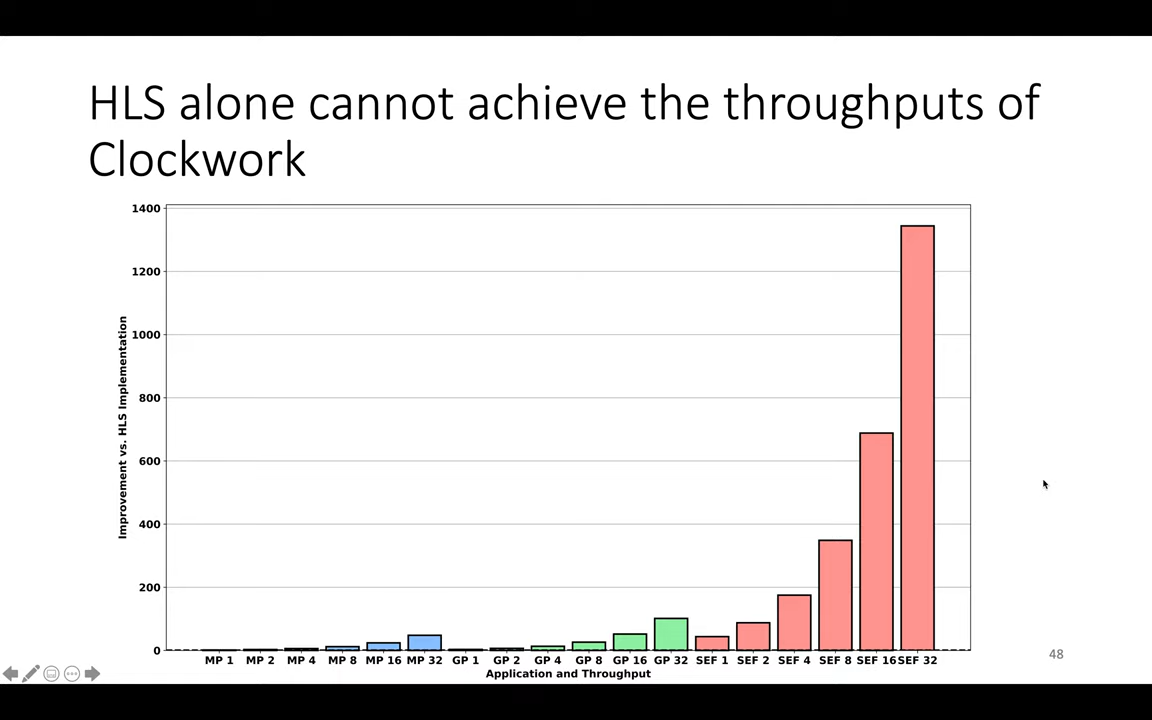 HLS alone cannot achieve the throughputs of
Clockwork
1400
1200
1000
800
600
400
200
0
Improvement vs. HLS Implementation
MP 1 MP 2 MP 4 MP 8 MP 16 MP 32 GP 1 GP 2 GP 4 GP 8 GP 16 GP 32 SEF 1 SEF 2 SEF 4 SEF 8 SEF 16 SEF 32
Application and Throughput
48